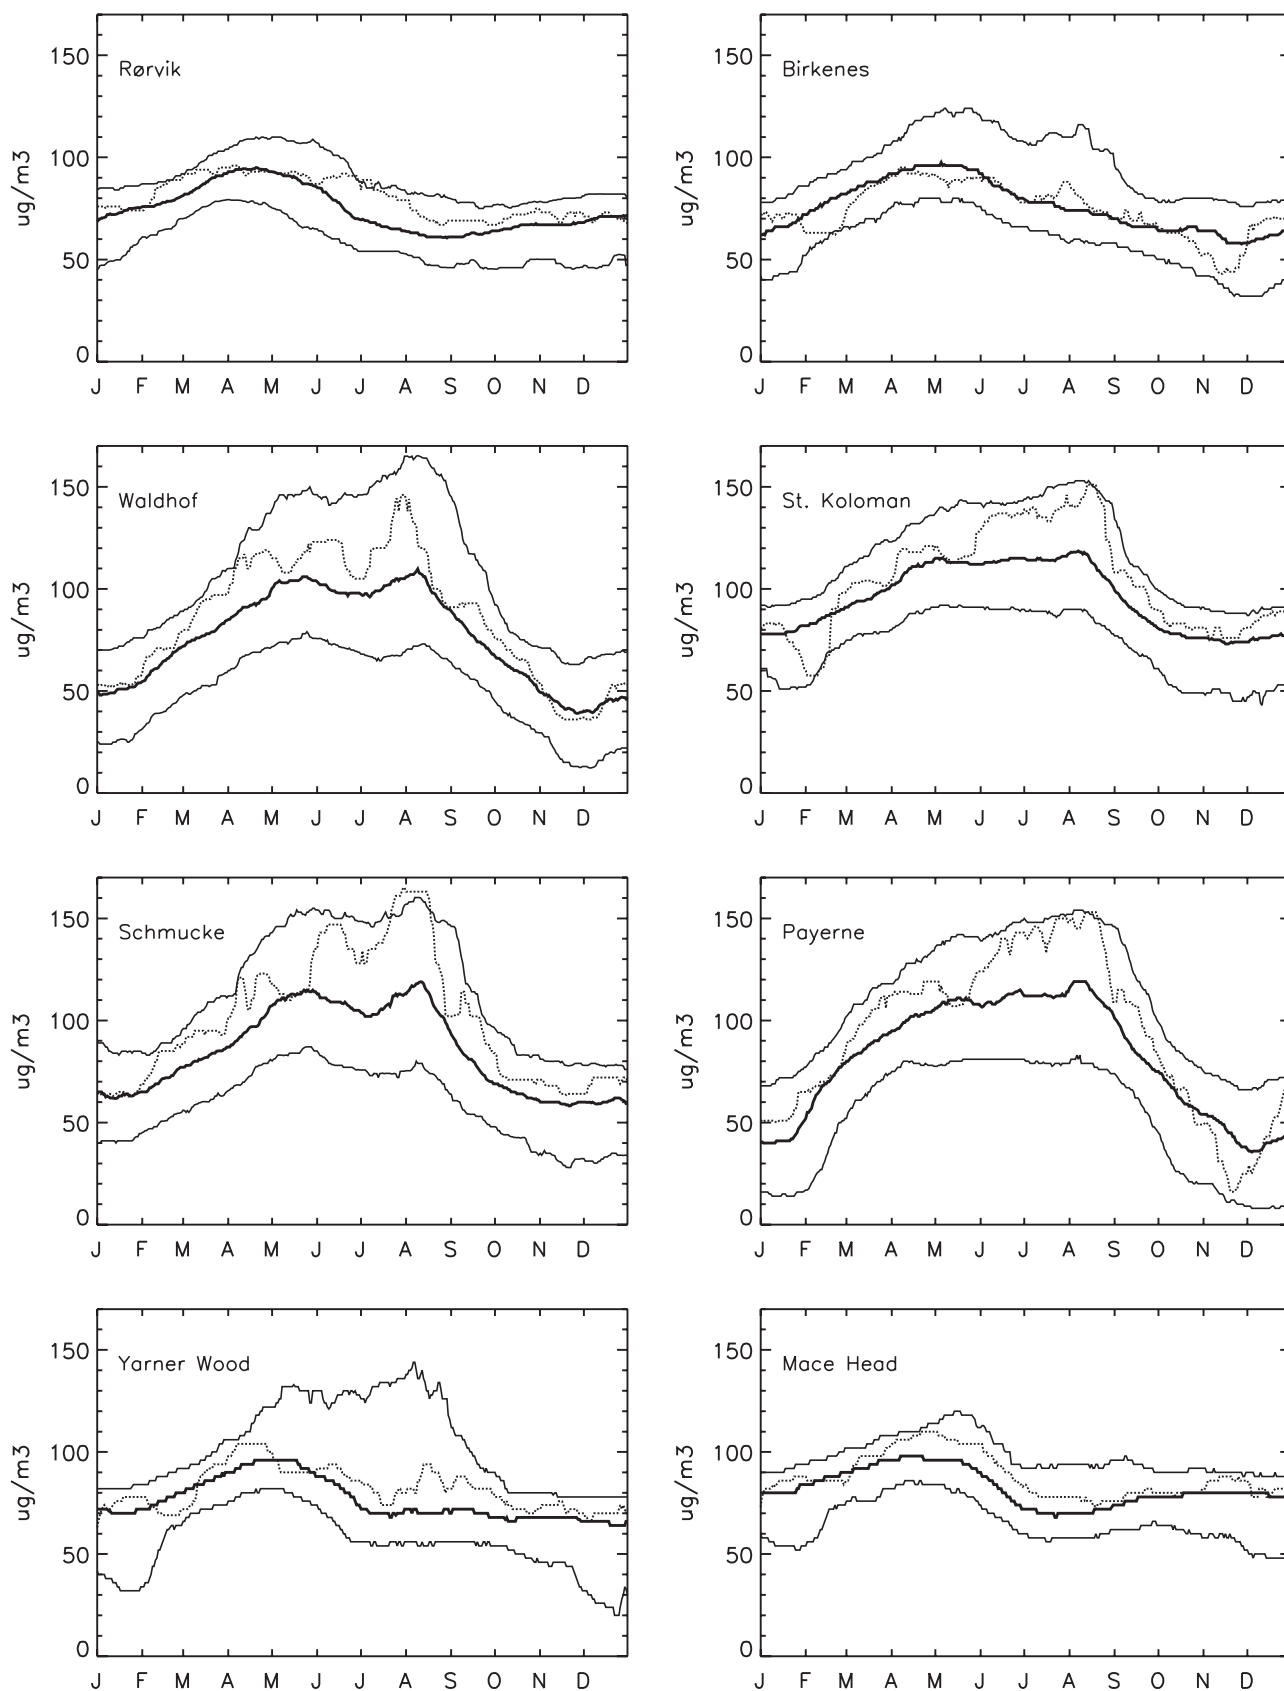 150
Rørvik
100
ug/m3
50
0
J F M A M J J A S O N D
150
Birkenes
100
ug/m3
50
0
J F M A M J J A S O N D
150
Waldhof
100
ug/m3
50
0
J F M A M J J A S O N D
150
St. Koloman
100
ug/m3
50
0
J F M A M J J A S O N D
150
Schmucke
100
ug/m3
50
0
J F M A M J J A S O N D
150
Payerne
100
ug/m3
50
0
J F M A M J J A S O N D
150
Yarner Wood
100
ug/m3
50
0
J F M A M J J A S O N D
150
Mace Head
100
ug/m3
50
0
J F M A M J J A S O N D